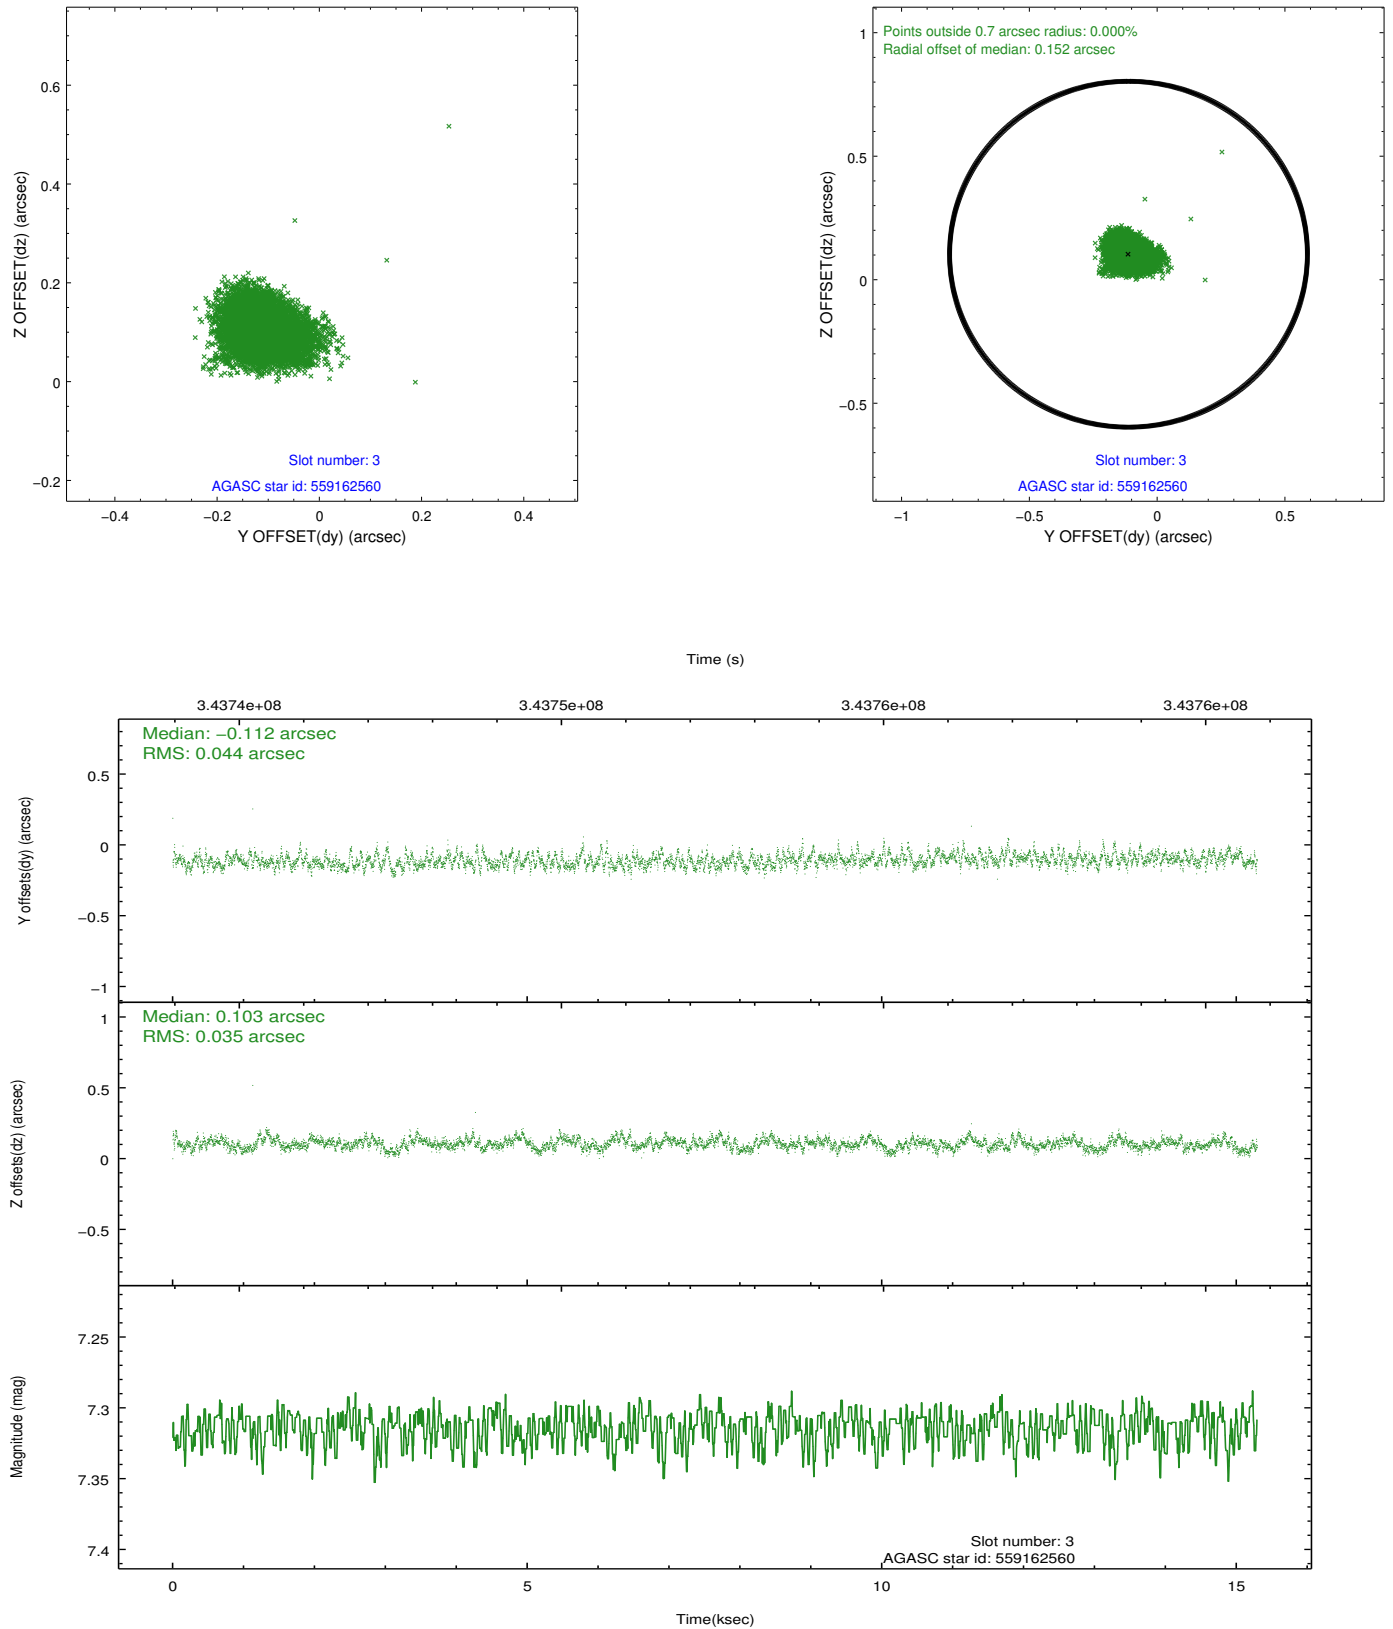 0.6
0.4
0.2
0
−0.2
Z OFFSET(dz) (arcsec)
Slot number: 3
AGASC star id: 559162560
−0.4 −0.2 0 0.2 0.4
Y OFFSET(dy) (arcsec)
Points outside 0.7 arcsec radius: 0.000%
Radial offset of median: 0.152 arcsec
1
0.5
0
−0.5
Z OFFSET(dz) (arcsec)
Slot number: 3
AGASC star id: 559162560
−1 −0.5 0 0.5
Y OFFSET(dy) (arcsec)
Time (s)
3.4374e+08 3.4375e+08 3.4376e+08 3.4376e+08
Median: −0.112 arcsec
RMS: 0.044 arcsec
0.5
0
−0.5
−1
Y offsets(dy) (arcsec)
Median: 0.103 arcsec
RMS: 0.035 arcsec
1
0.5
0
−0.5
Z offsets(dz) (arcsec)
7.25
7.3
7.35
7.4
Magnitude (mag)
Slot number: 3
AGASC star id: 559162560
0 5 10 15
Time(ksec)